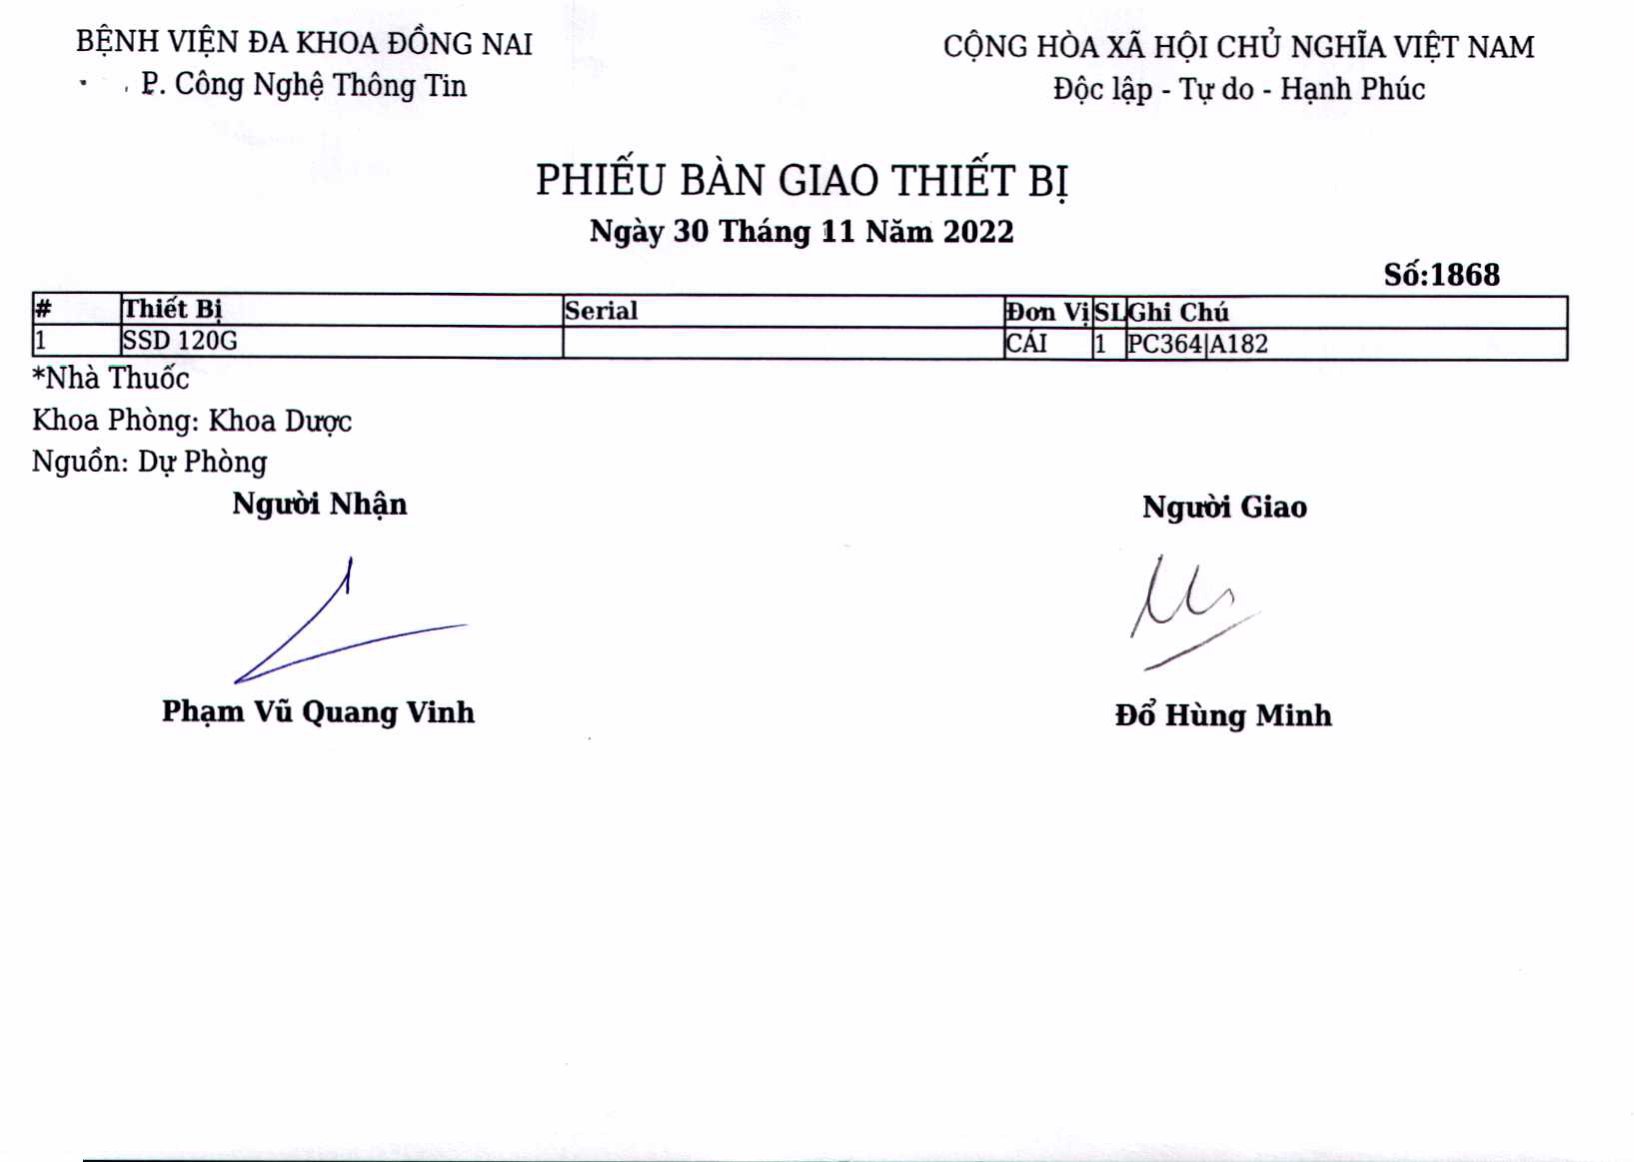 BỆNH VIỆN ĐA KHOA ĐỒNG NAI
P. Công Nghệ Thông Tin
CỘNG HÒA XÃ HỘI CHỦ NGHĨA VIỆT NAM
Độc lập - Tự do - Hạnh Phúc
PHIẾU BÀN GIAO THIẾT BỊ
Ngày 30 Tháng 11 Năm 2022
Số:1868
# Thiết Bị Serial Đơn Vị SL Ghi Chú
1 SSD 120G CÁI 1 PC364|A182
*Nhà Thuốc
Khoa Phòng: Khoa Dược
Nguồn: Dự Phòng
Người Nhận Người Giao
Phạm Vũ Quang Vinh Đổ Hùng Minh